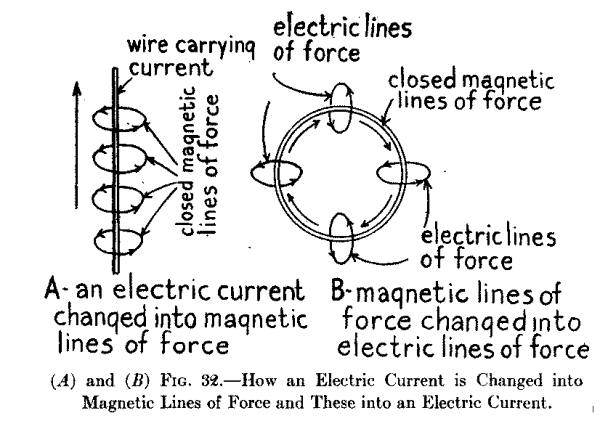 electric lines
of force
wire carrying
current
closed magnetic
lines of force
closed magnetic
lines of force
electric lines
of force
A- an electric current
changed into magnetic
lines of force
B- magnetic lines of
force changed into
electric lines of force
(A) and (B) FIG. 32.—How an Electric Current is Changed into
Magnetic Lines of Force and These into an Electric Current.